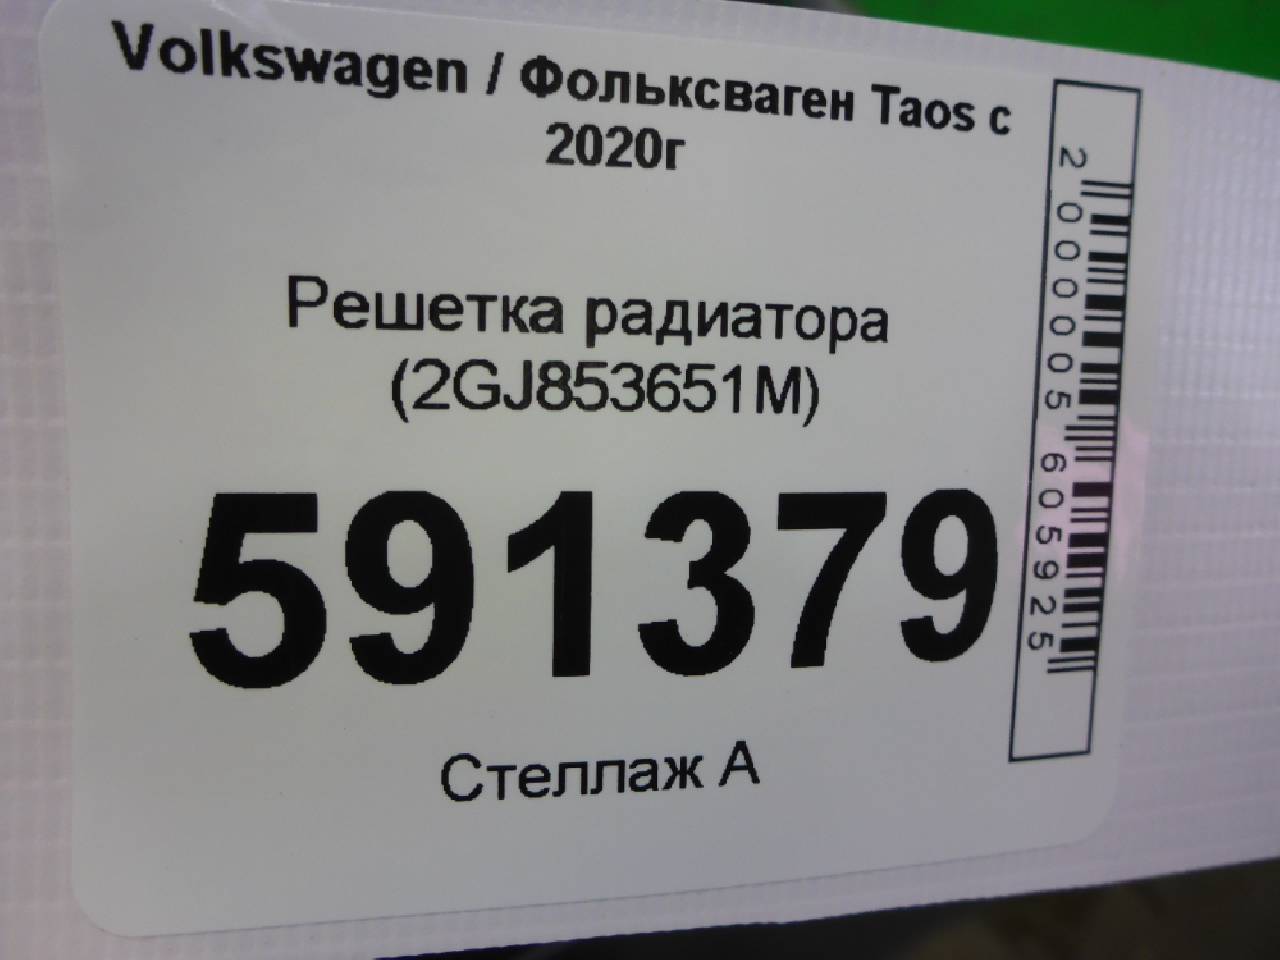 Volkswagen / Фольксваген Taos с
2020г
Решетка радиатора
(2GJ853651M)
591379
Стеллаж А
2000005605925